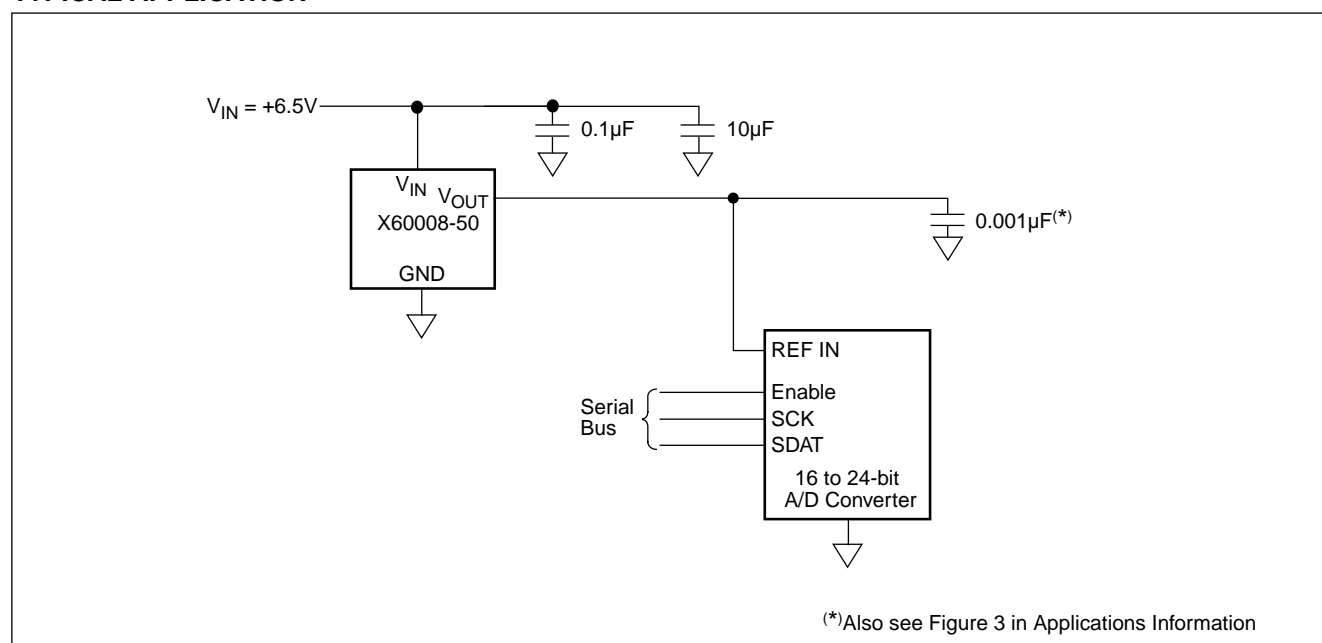 V_IN = +6.5V
0.1µF
10µF
V_IN
V_OUT
X60008-50
GND
0.001µF(*)
REF IN
Enable
SCK
SDAT
Serial
Bus
16 to 24-bit
A/D Converter
(*)Also see Figure 3 in Applications Information